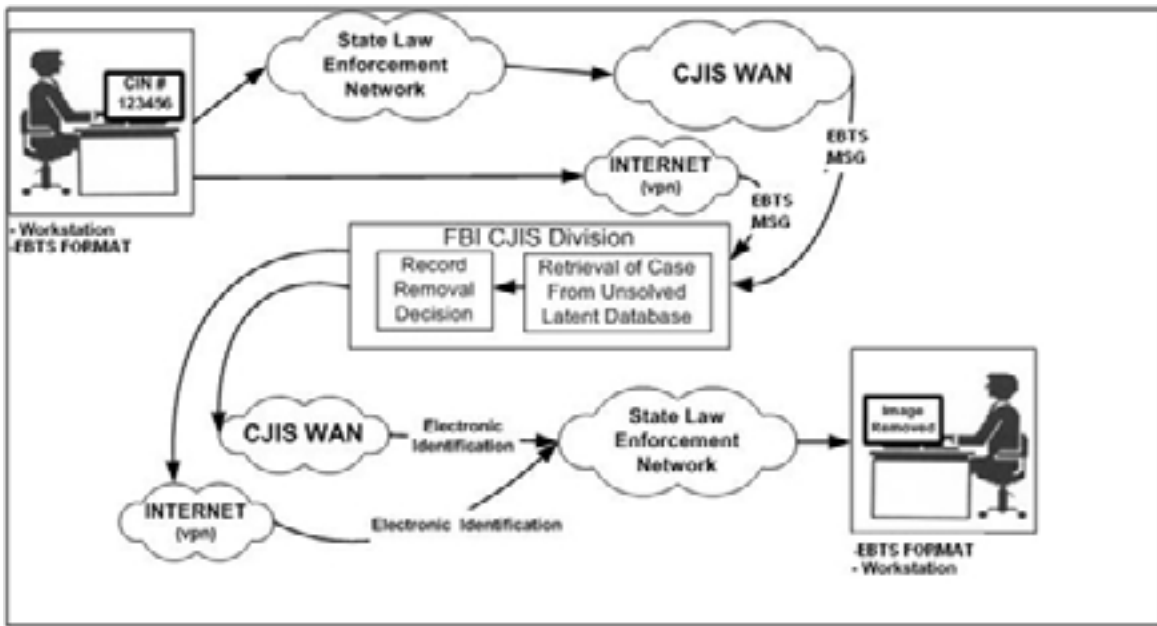 CIN #
123456
- Workstation
-EBTS FORMAT
State Law
Enforcement
Network
CJIS WAN
EBTS
MSG
INTERNET
(vpn)
EBTS
MSG
FBI CJIS Division
Record
Removal
Decision
Retrieval of Case
From Unsolved
Latent Database
CJIS WAN
Electronic
Identification
State Law
Enforcement
Network
Image
Removed
INTERNET
(vpn)
Electronic Identification
-EBTS FORMAT
- Workstation